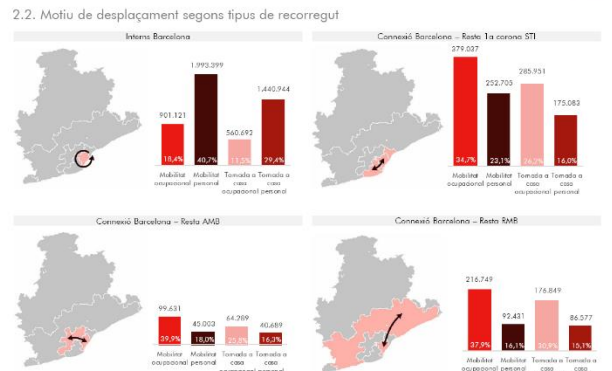 2.2. Motiu de desplaçament segons tipus de recorregut
Interns Barcelona
901.121
1.993.399
560.693
1.440.944
18,4%
40,7%
11,5%
29,4%
Mobilitat ocupacional
Mobilitat personal
Tornada a casa ocupacional
Tornada a casa personal
Connexió Barcelona – Resta 1a corona STI
379.037
252.705
285.951
175.083
34,7%
23,1%
26,2%
16,0%
Mobilitat ocupacional
Mobilitat personal
Tornada a casa ocupacional
Tornada a casa personal
Connexió Barcelona – Resta AMB
99.631
45.003
64.289
40.689
39,9%
18,0%
25,8%
16,3%
Mobilitat ocupacional
Mobilitat personal
Tornada a casa
Tornada a casa
Connexió Barcelona – Resta RMB
216.749
92.431
176.849
86.577
37,9%
16,1%
30,9%
15,1%
Mobilitat ocupacional
Mobilitat personal
Tornada a casa
Tornada a casa